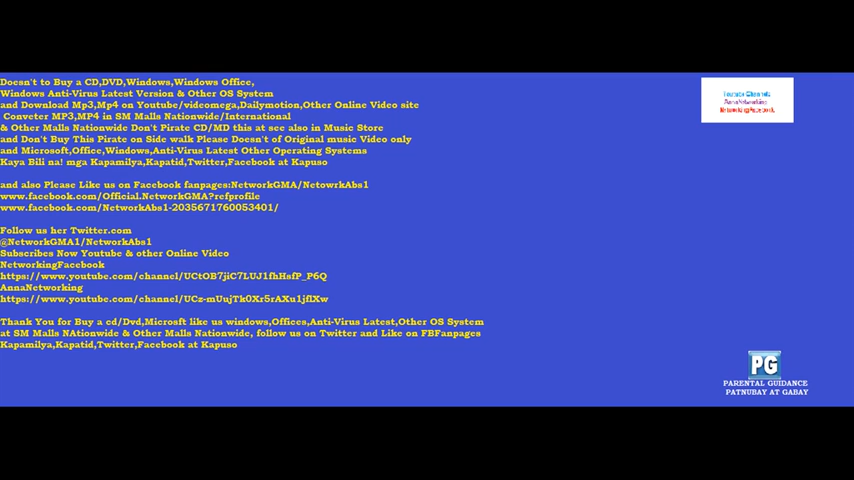 Doesn't to Buy a CD,DVD,Windows,Windows Office,
Windows Anti-Virus Latest Version & Other OS System
and Download Mp3,Mp4 on Youtube/videomega,Dailymotion,Other Online Video site
Conveter MP3,MP4 in SM Malls Nationwide/International
& Other Malls Nationwide Don't Pirate CD/MD this at see also in Music Store
and Don't Buy This Pirate on Side walk Please Doesn't of Original music Video only
and Microsoft,Office,Windows,Anti-Virus Latest Other Operating Systems
Kaya Bili na! mga Kapamilya,Kapatid,Twitter,Facebook at Kapuso
and also Please Like us on Facebook fanpages:NetworkGMA/NetowrkAbs1
www.facebook.com/Official.NetworkGMA?refprofile
www.facebook.com/NetworkAbs1-2035671760053401/
Follow us her Twitter.com
@NetworkGMA1/NetworkAbs1
Subscribes Now Youtube & other Online Video
NetworkingFacebook
https://www.youtube.com/channel/UCtOB7jiC7LUJ1fhHsfP_P6Q
AnnaNetworking
https://www.youtube.com/channel/UCz-mUujTk0Xr5rAXu1jflXw
Thank You for Buy a cd/Dvd,Microsft like us windows,Offices,Anti-Virus Latest,Other OS System
at SM Malls NAtionwide & Other Malls Nationwide, follow us on Twitter and Like on FBFanpages
Kapamilya,Kapatid,Twitter,Facebook at Kapuso
Youtube Channels
AnnaNetworking
NetworkingFacebook
PG
PARENTAL GUIDANCE
PATNUBAY AT GABAY